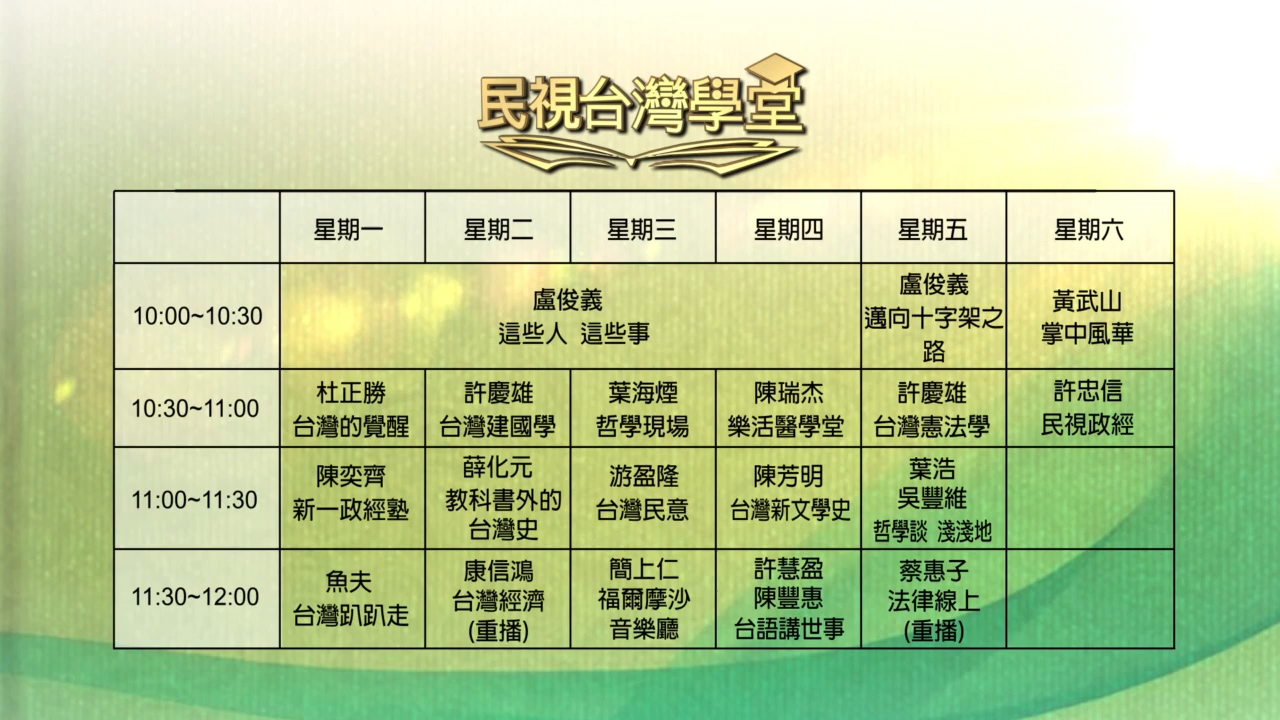 民視台灣學堂
星期一 星期二 星期三 星期四 星期五 星期六
10:00~10:30
盧俊義
這些人 這些事
盧俊義
邁向十字架之
路
黃武山
掌中風華
10:30~11:00
杜正勝
台灣的覺醒
許慶雄
台灣建國學
葉海煙
哲學現場
陳瑞杰
樂活醫學堂
許慶雄
台灣憲法學
許忠信
民視政經
11:00~11:30
陳奕齊
新一政經塾
薛化元
教科書外的
台灣史
游盈隆
台灣民意
陳芳明
台灣新文學史
葉浩
吳豐維
哲學談 淺淺地
11:30~12:00
魚夫
台灣趴趴走
康信鴻
台灣經濟
(重播)
簡上仁
福爾摩沙
音樂廳
許慧盈
陳豐惠
台語講世事
蔡惠子
法律線上
(重播)